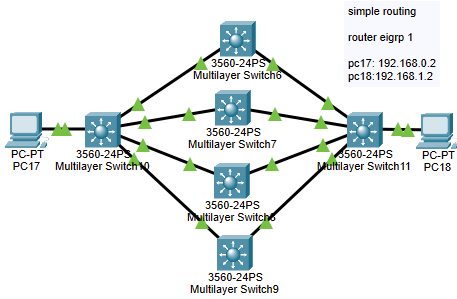 simple routing
router eigrp 1
pc17: 192.168.0.2
pc18:192.168.1.2
3560-24PS
Multilayer Switch6
3560-24PS
Multilayer Switch7
PC-PT
PC17
3560-24PS
Multilayer Switch10
3560-24PS
Multilayer Switch11
PC-PT
PC18
3560-24PS
Multilayer Switch8
3560-24PS
Multilayer Switch9